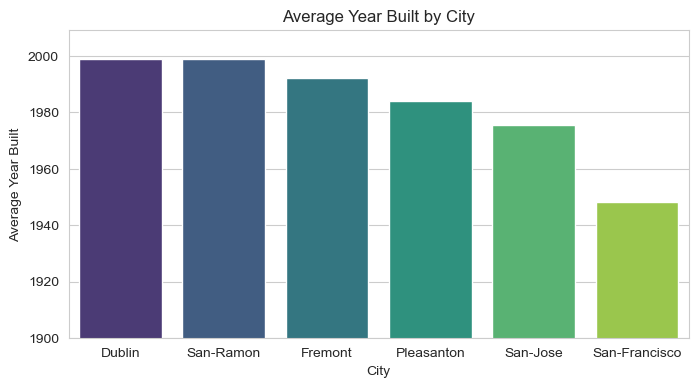 Average Year Built by City
Average Year Built
2000
1980
1960
1940
1920
1900
Dublin San-Ramon Fremont Pleasanton San-Jose San-Francisco
City